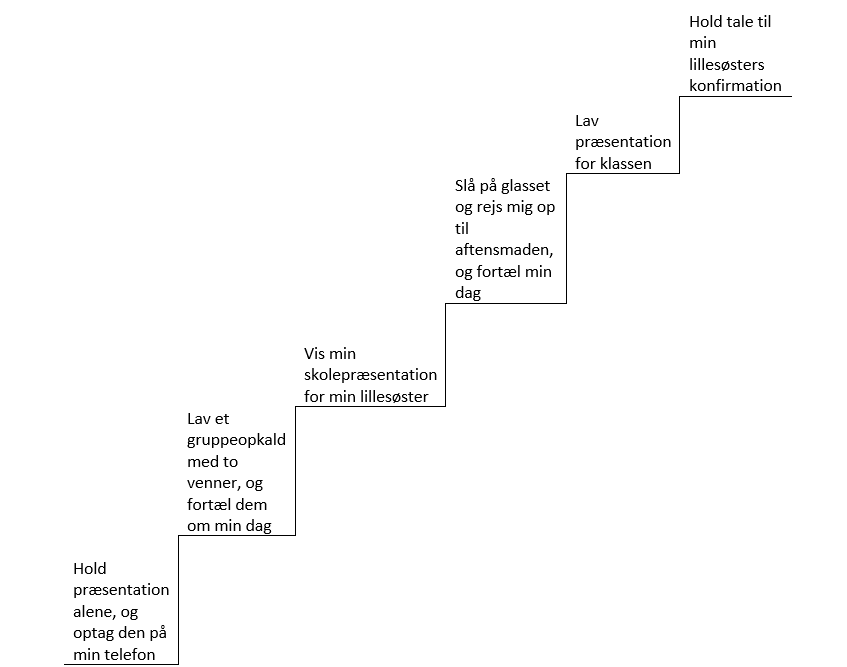 Hold tale til
min
lillesøsters
konfirmation
Lav
præsentation
for klassen
Slå på glasset
og rejs mig op
til
aftensmaden,
og fortæl min
dag
Vis min
skolepræsentation
for min lillesøster
Lav et
gruppeopkald
med to
venner, og
fortæl dem
om min dag
Hold
præsentation
alene, og
optag den på
min telefon